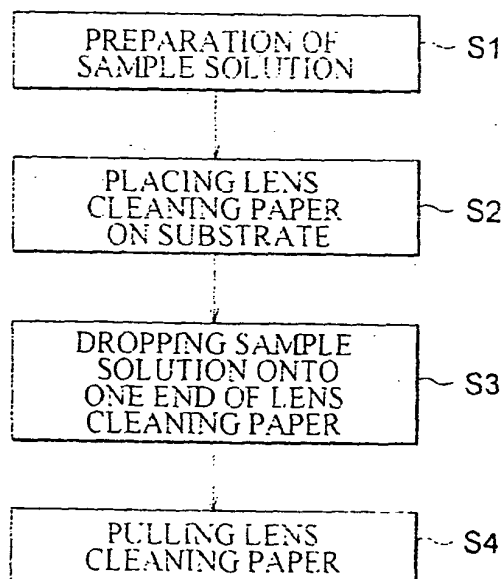 PREPARATION OF
SAMPLE SOLUTION
S1
PLACING LENS
CLEANING PAPER
ON SUBSTRATE
S2
DROPPING SAMPLE
SOLUTION ONTO
ONE END OF LENS
CLEANING PAPER
S3
PULLING LENS
CLEANING PAPER
S4